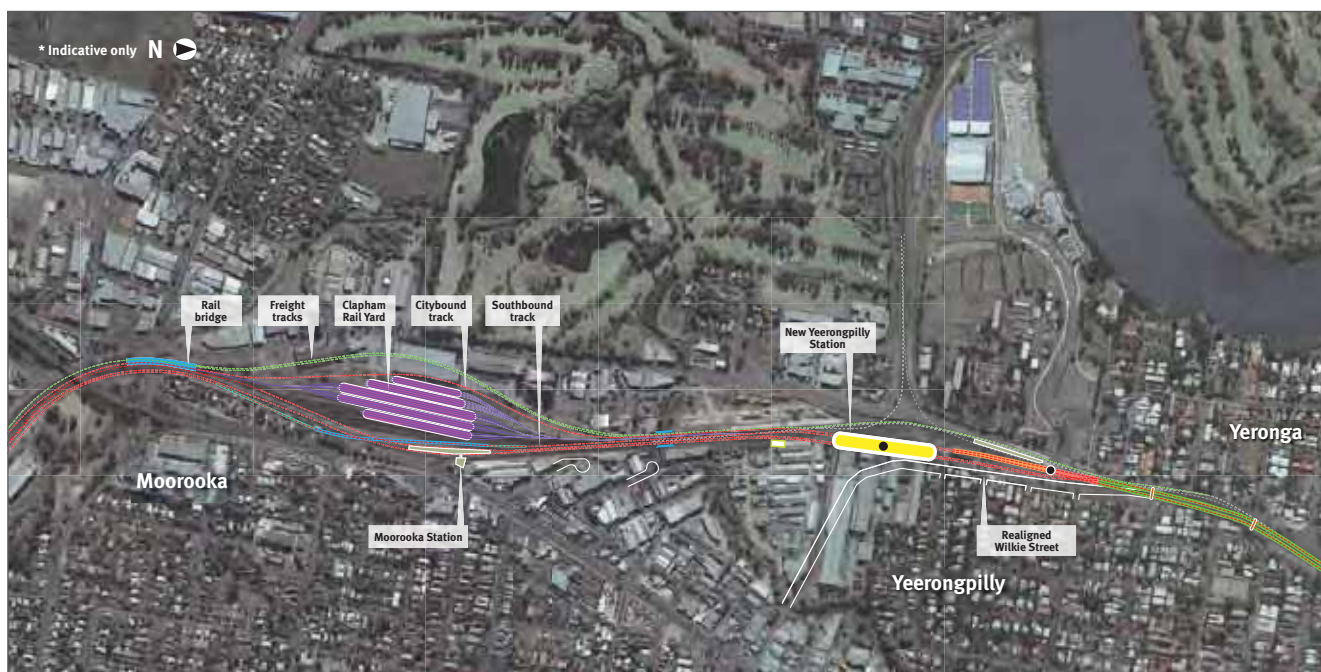 * Indicative only N
Rail
bridge
Freight
tracks
Clapham
Rail Yard
Citybound
track
Southbound
track
New Yeerongpilly
Station
Yeronga
Moorooka
Moorooka Station
Realigned
Wilkie Street
Yeerongpilly